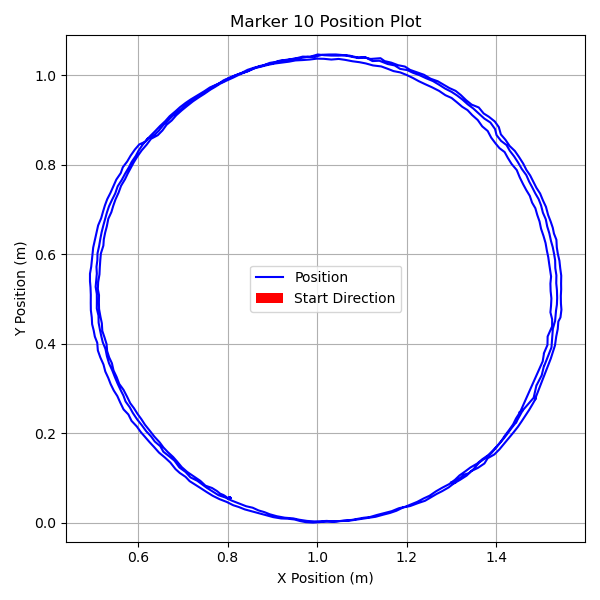 Marker 10 Position Plot
1.0
0.8
0.6
0.4
0.2
0.0
Y Position (m)
Position
Start Direction
0.6 0.8 1.0 1.2 1.4
X Position (m)